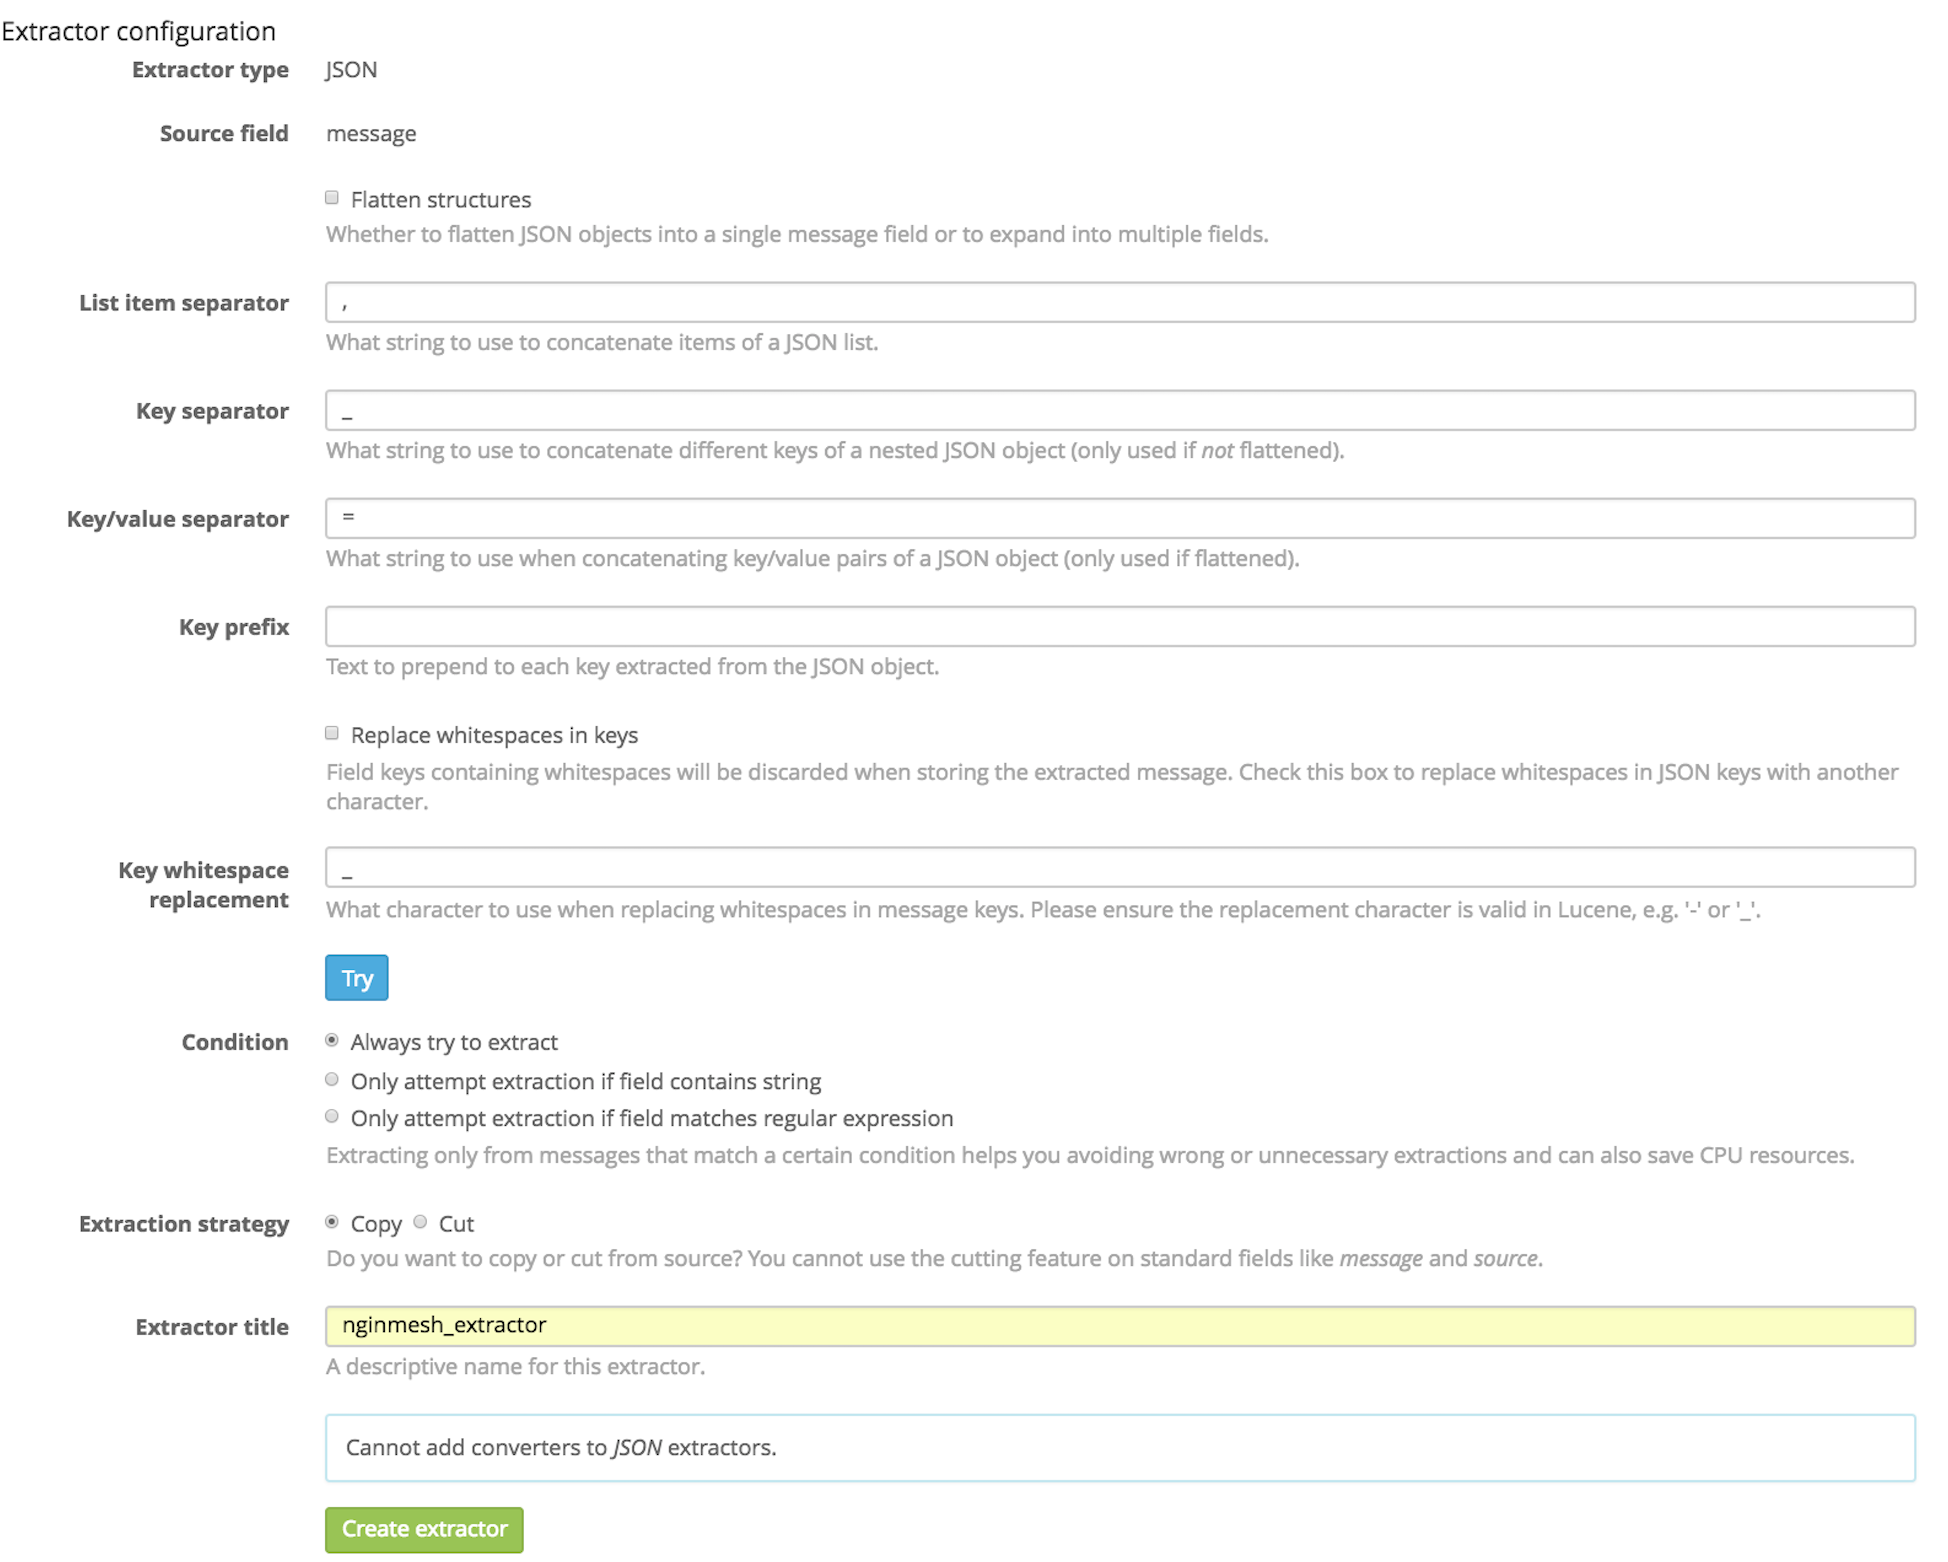 Extractor configuration
Extractor type JSON
Source field message
Flatten structures
Whether to flatten JSON objects into a single message field or to expand into multiple fields.
List item separator ,
What string to use to concatenate items of a JSON list.
Key separator _
What string to use to concatenate different keys of a nested JSON object (only used if not flattened).
Key/value separator =
What string to use when concatenating key/value pairs of a JSON object (only used if flattened).
Key prefix
Text to prepend to each key extracted from the JSON object.
Replace whitespaces in keys
Field keys containing whitespaces will be discarded when storing the extracted message. Check this box to replace whitespaces in JSON keys with another
character.
Key whitespace
replacement
_
What character to use when replacing whitespaces in message keys. Please ensure the replacement character is valid in Lucene, e.g. '-' or '_'.
Try
Condition Always try to extract
Only attempt extraction if field contains string
Only attempt extraction if field matches regular expression
Extracting only from messages that match a certain condition helps you avoiding wrong or unnecessary extractions and can also save CPU resources.
Extraction strategy Copy Cut
Do you want to copy or cut from source? You cannot use the cutting feature on standard fields like message and source.
Extractor title nginmesh_extractor
A descriptive name for this extractor.
Cannot add converters to JSON extractors.
Create extractor